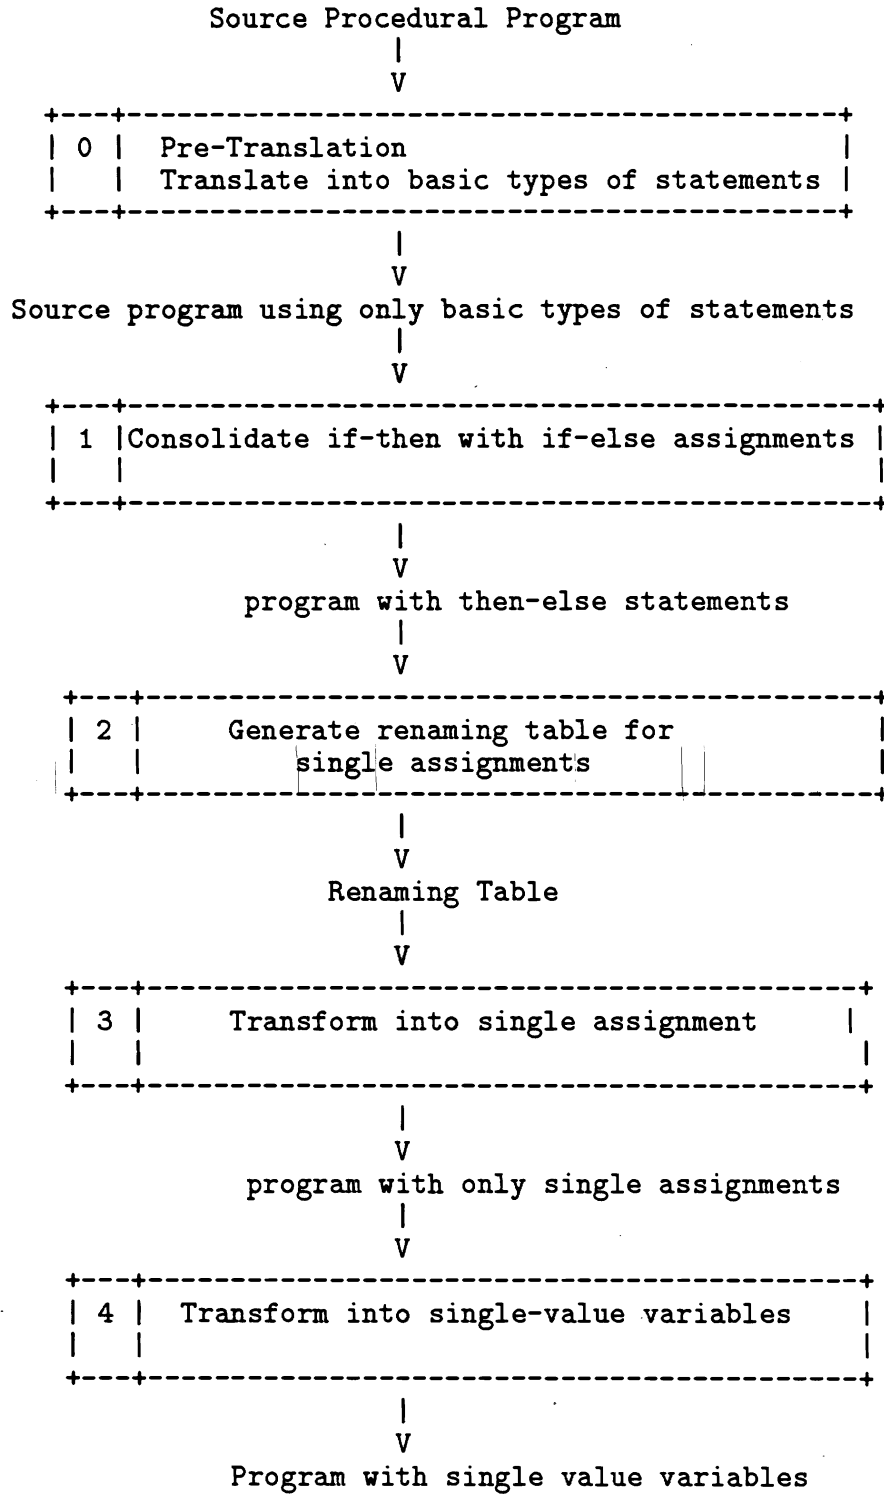 Source Procedural Program
|
V
+---+--------------------------------------------+
| 0 | Pre-Translation |
| | Translate into basic types of statements |
+---+--------------------------------------------+
|
V
Source program using only basic types of statements
|
V
+---+----------------------------------------------+
| 1 |Consolidate if-then with if-else assignments |
| | |
+---+----------------------------------------------+
|
V
program with then-else statements
|
V
+---+---------------------------------------------+
| 2 | Generate renaming table for |
| | single assignments |
+---+---------------------------------------------+
|
V
Renaming Table
|
V
+---+--------------------------------------------+
| 3 | Transform into single assignment |
| | |
+---+--------------------------------------------+
|
V
program with only single assignments
|
V
+---+--------------------------------------------+
| 4 | Transform into single-value variables |
| | |
+---+--------------------------------------------+
|
V
Program with single value variables